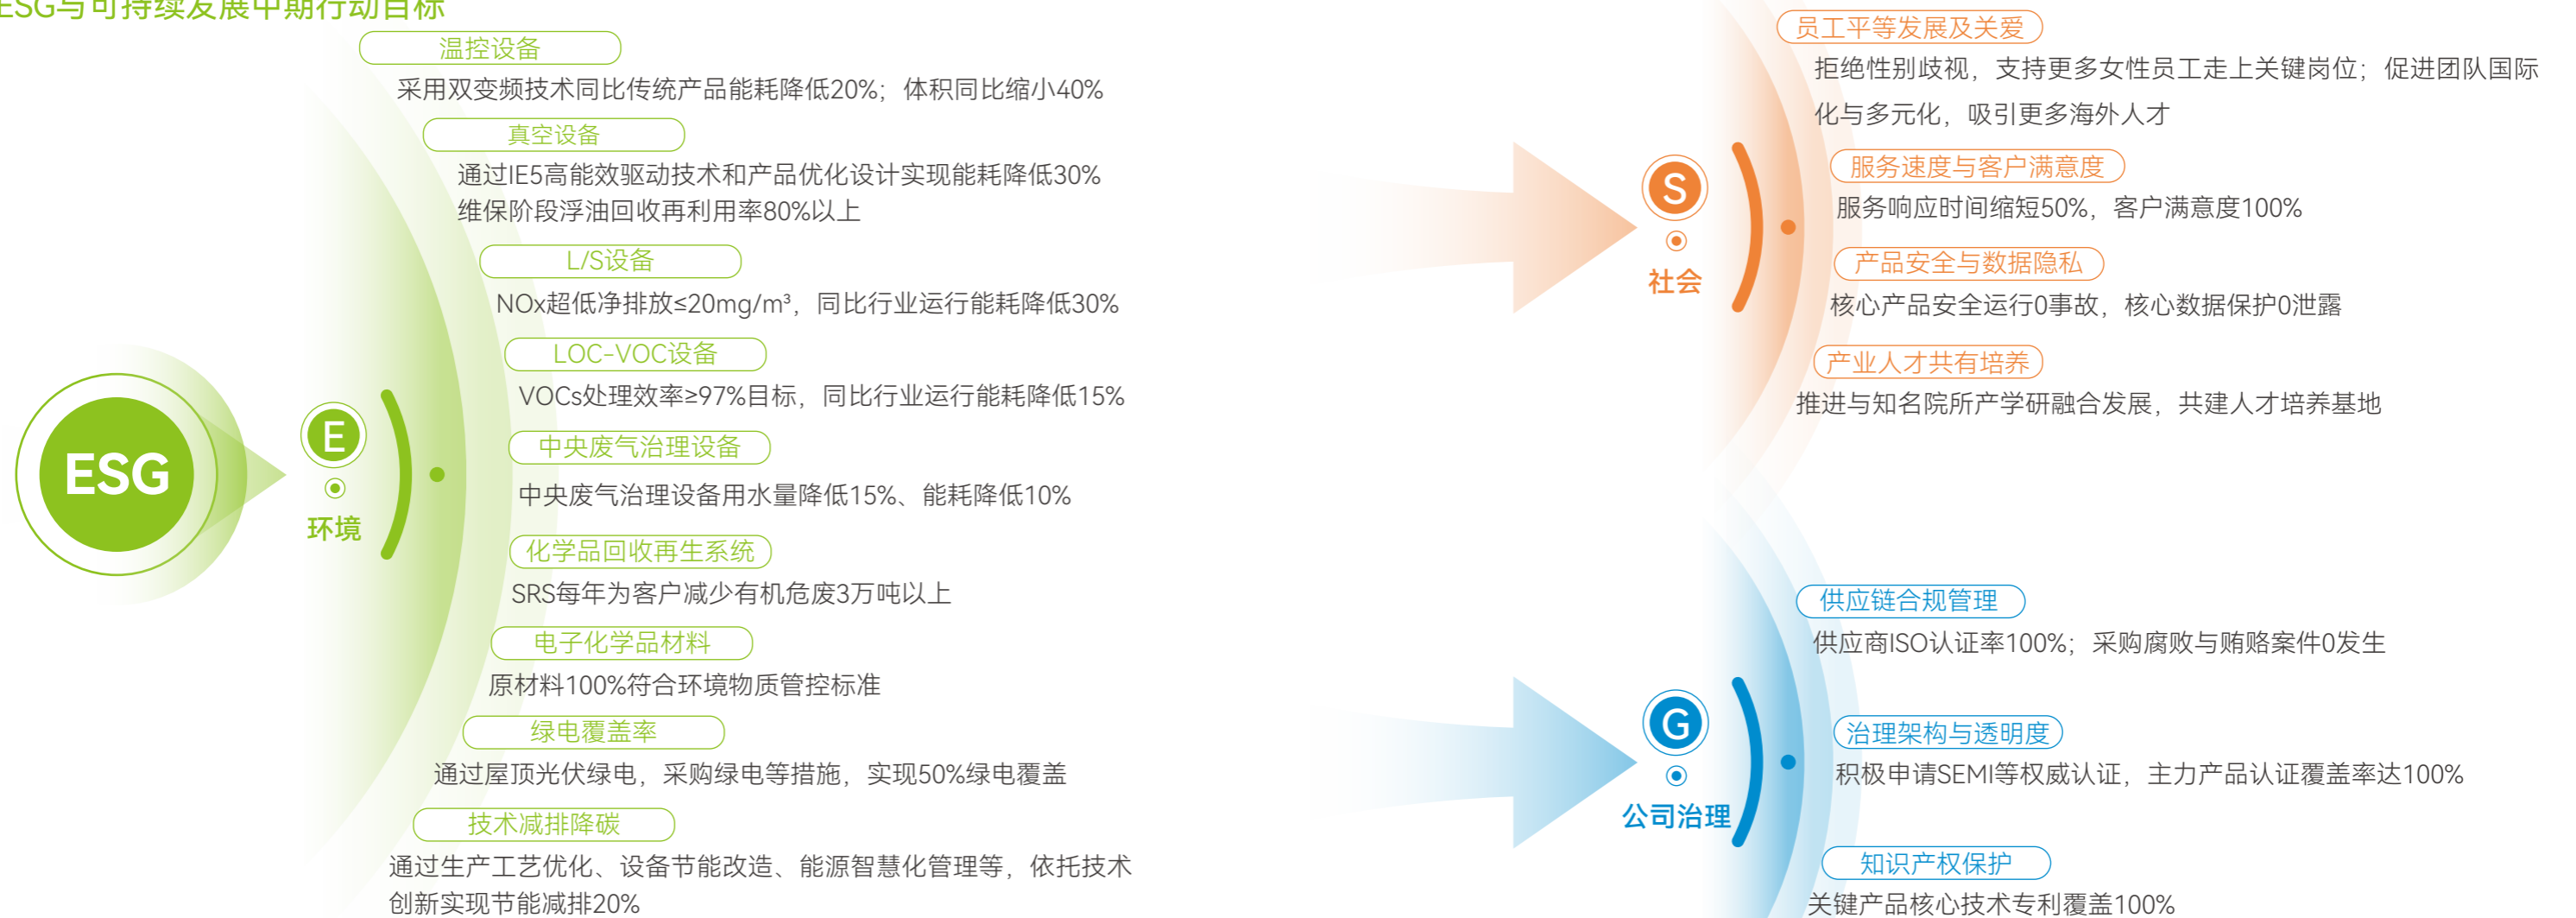 ESG与可持续发展中期行动目标
ESG
E
环境
温控设备
采用双变频技术同比传统产品能耗降低20%；体积同比缩小40%
真空设备
通过IE5高能效驱动技术和产品优化设计实现能耗降低30%
维保阶段浮油回收再利用率80%以上
L/S设备
NOx超低净排放≤20mg/m³，同比行业运行能耗降低30%
LOC-VOC设备
VOCs处理效率≥97%目标，同比行业运行能耗降低15%
中央废气治理设备
中央废气治理设备用水量降低15%、能耗降低10%
化学品回收再生系统
SRS每年为客户减少有机危废3万吨以上
电子化学品材料
原材料100%符合环境物质管控标准
绿电覆盖率
通过屋顶光伏绿电，采购绿电等措施，实现50%绿电覆盖
技术减排降碳
通过生产工艺优化、设备节能改造、能源智慧化管理等，依托技术
创新实现节能减排20%
S
社会
员工平等发展及关爱
拒绝性别歧视，支持更多女性员工走上关键岗位；促进团队国际
化与多元化，吸引更多海外人才
服务速度与客户满意度
服务响应时间缩短50%，客户满意度100%
产品安全与数据隐私
核心产品安全运行0事故，核心数据保护0泄露
产业人才共有培养
推进与知名院所产学研融合发展，共建人才培养基地
G
公司治理
供应链合规管理
供应商ISO认证率100%；采购腐败与贿赂案件0发生
治理架构与透明度
积极申请SEMI等权威认证，主力产品认证覆盖率达100%
知识产权保护
关键产品核心技术专利覆盖100%